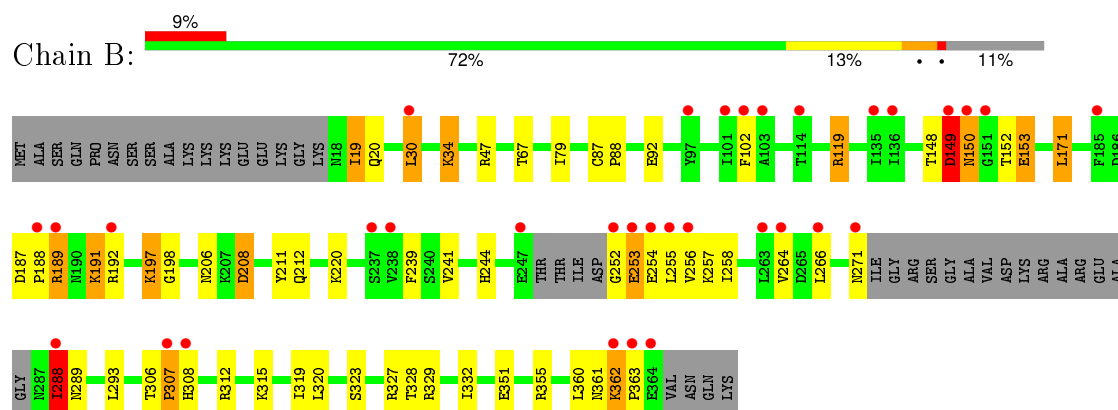 9%
Chain B:
72% 13% • • 11%
MET ALA SER GLN PRO ASN SER SER ALA LYS LYS LYS GLU GLU LYS GLY LYS N18 I19 Q20 L30 K34 R47 T67 I79 C87 P88 E92 Y97 I101 F102 A103 T114 R119 I135 I136 T148 D149 N150 G151 T152 E153 L171 F185 D186
D187 P188 R189 N190 K191 R192 K197 G198 N206 K207 D208 Y211 Q212 K220 S237 V238 F239 S240 V241 H244 E247 THR THR ILE ASP G252 E253 E254 L255 V256 K257 I258 L263 V264 D265 L266 N271 ILE GLY ARG SER GLY ALA VAL ASP LYS ARG ALA ARG GLU ALA
GLY N287 I288 N289 L293 T306 P307 H308 R312 K315 I319 L320 S323 R327 T328 R329 I332 E351 R355 L360 N361 K362 P363 E364 VAL ASN GLN LYS